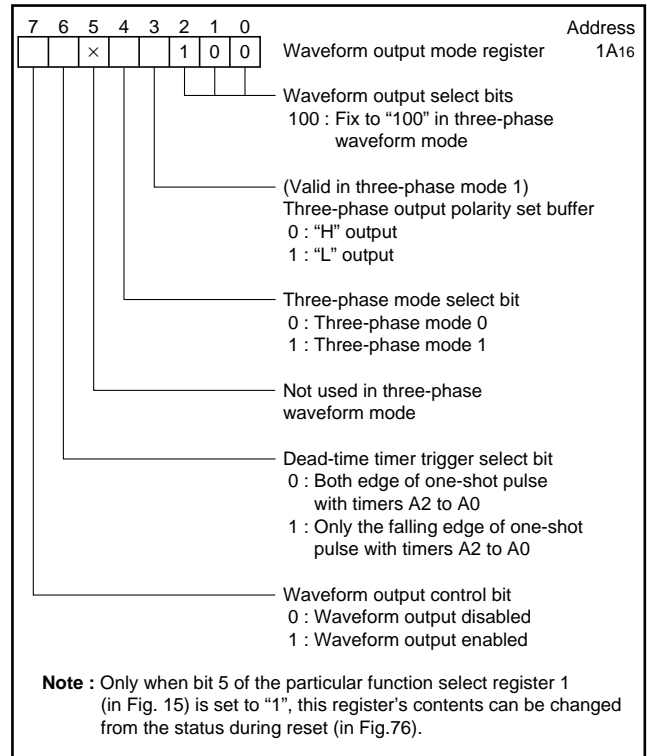 7 6 5 4 3 2 1 0 Address
× 1 0 0 Waveform output mode register 1A16
Waveform output select bits
100 : Fix to “100” in three-phase
waveform mode
(Valid in three-phase mode 1)
Three-phase output polarity set buffer
0 : “H” output
1 : “L” output
Three-phase mode select bit
0 : Three-phase mode 0
1 : Three-phase mode 1
Not used in three-phase
waveform mode
Dead-time timer trigger select bit
0 : Both edge of one-shot pulse
with timers A2 to A0
1 : Only the falling edge of one-shot
pulse with timers A2 to A0
Waveform output control bit
0 : Waveform output disabled
1 : Waveform output enabled
Note : Only when bit 5 of the particular function select register 1
(in Fig. 15) is set to “1”, this register’s contents can be changed
from the status during reset (in Fig.76).